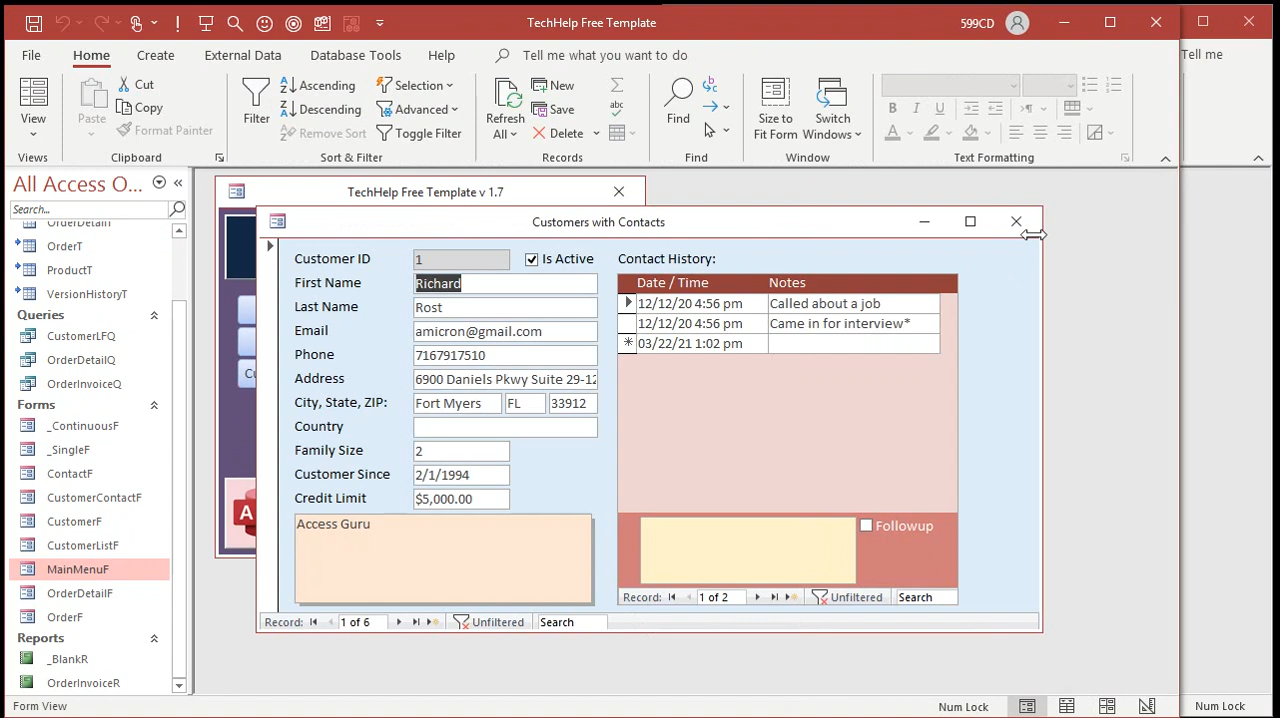 TechHelp Free Template
599CD
File
Home
Create
External Data
Database Tools
Help
Tell me what you want to do
Tell me
View
Views
Paste
Cut
Copy
Format Painter
Clipboard
Filter
Ascending
Descending
Remove Sort
Selection
Advanced
Toggle Filter
Sort & Filter
Refresh
All
New
Save
Delete
Records
Find
Find
Size to
Fit Form
Switch
Windows
Window
Text Formatting
All Access O...
Search...
OrderDetailT
OrderT
ProductT
VersionHistoryT
Queries
CustomerLFQ
OrderDetailQ
OrderInvoiceQ
Forms
_ContinuousF
_SingleF
ContactF
CustomerContactF
CustomerF
CustomerListF
MainMenuF
OrderDetailF
OrderF
Reports
_BlankR
OrderInvoiceR
TechHelp Free Template v 1.7
Cu
A
Customers with Contacts
Customer ID 1 Is Active
First Name Richard
Last Name Rost
Email amicron@gmail.com
Phone 7167917510
Address 6900 Daniels Pkwy Suite 29-12
City, State, ZIP: Fort Myers FL 33912
Country
Family Size 2
Customer Since 2/1/1994
Credit Limit $5,000.00
Access Guru
Contact History:
Date / Time Notes
12/12/20 4:56 pm Called about a job
12/12/20 4:56 pm Came in for interview*
* 03/22/21 1:02 pm
Followup
Record: 1 of 2 Unfiltered Search
Record: 1 of 6 Unfiltered Search
Form View
Num Lock
Num Lock